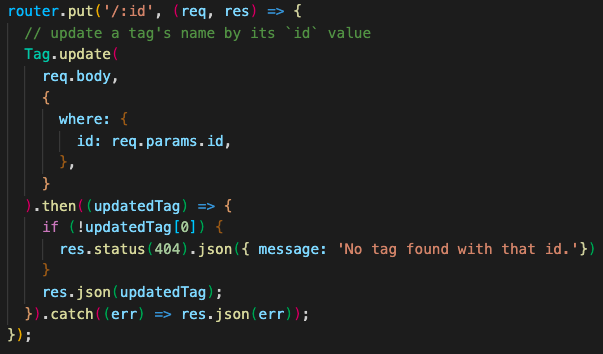 router.put('/:id', (req, res) => {
  // update a tag's name by its `id` value
  Tag.update(
    req.body,
    {
      where: {
        id: req.params.id,
      },
    }
  ).then((updatedTag) => {
    if (!updatedTag[0]) {
      res.status(404).json({ message: 'No tag found with that id.'})
    }
    res.json(updatedTag);
  }).catch((err) => res.json(err));
});